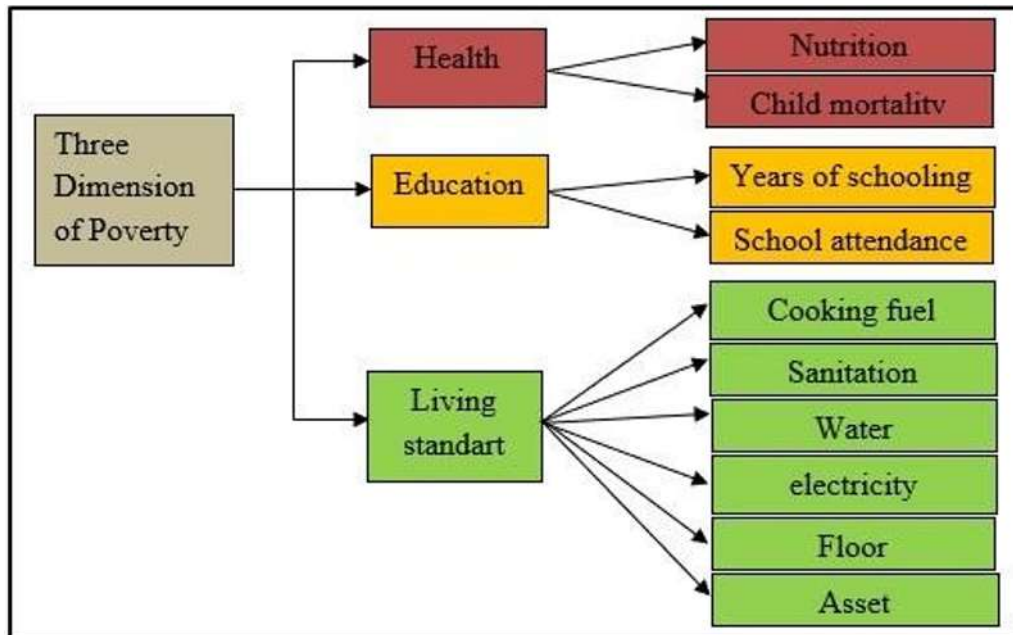 Three
Dimension
of Poverty
Health
Nutrition
Child mortality
Education
Years of schooling
School attendance
Living
standart
Cooking fuel
Sanitation
Water
electricity
Floor
Asset